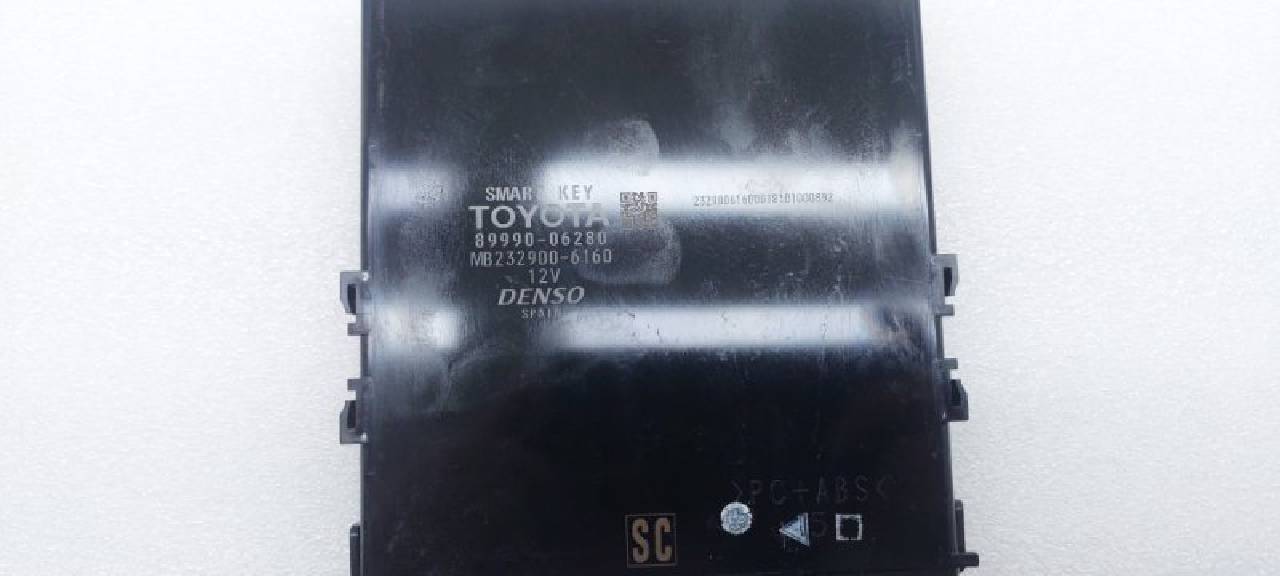 SMART KEY
TOYOTA
89990-06280
MB232900-6160
12V
DENSO
SPAIN
>PC+ABS<
SC